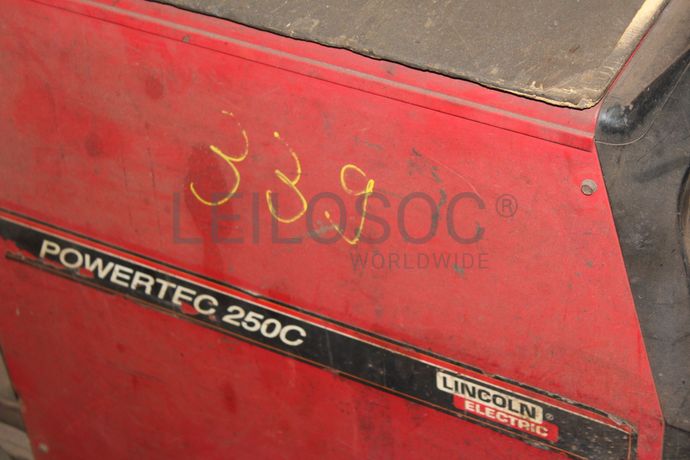 339
LEILOSOC®
WORLDWIDE
POWERTEC 250C
LINCOLN ®
ELECTRIC